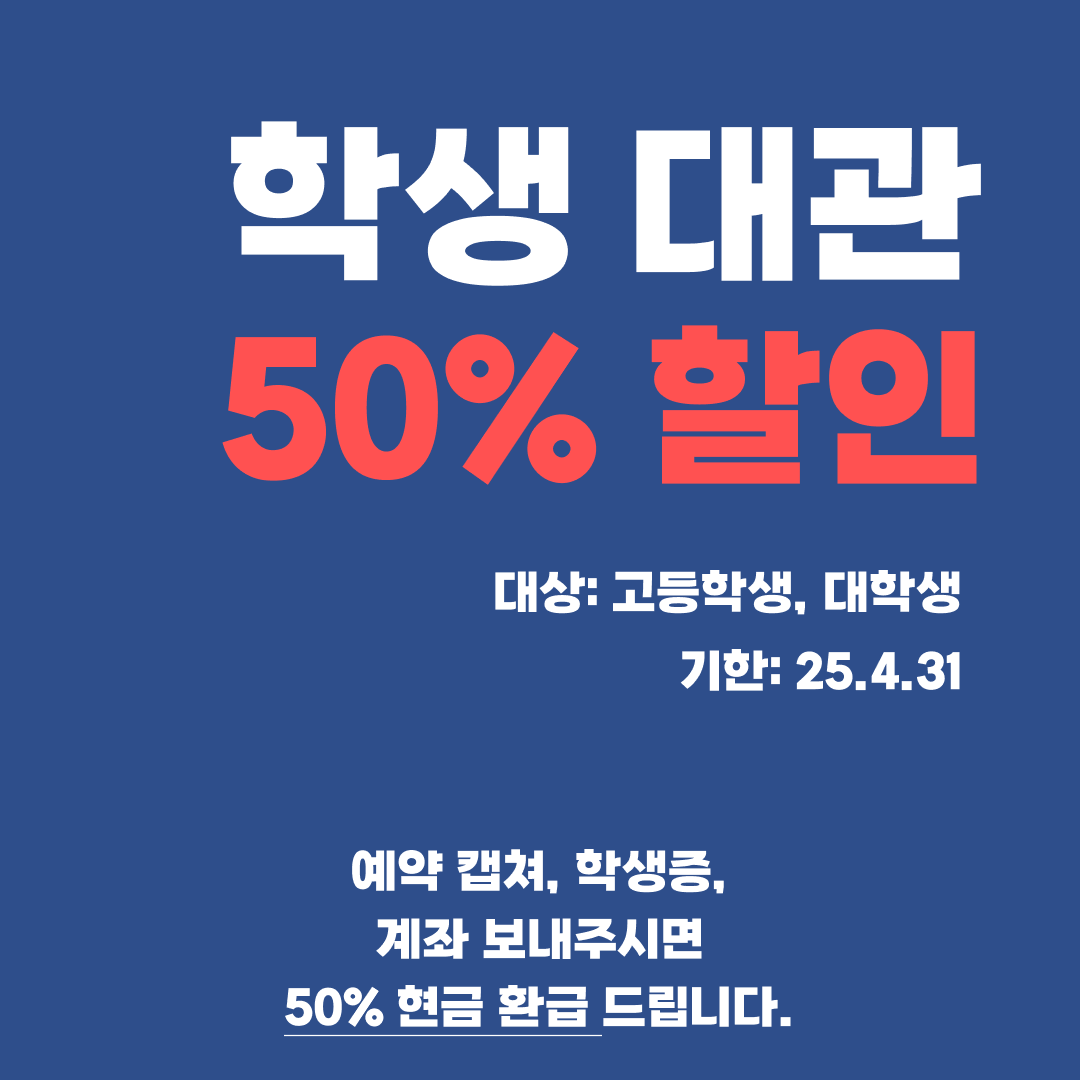 학생 대관
50% 할인
대상: 고등학생, 대학생
기한: 25.4.31
예약 캡쳐, 학생증,
계좌 보내주시면
50% 현금 환급 드립니다.